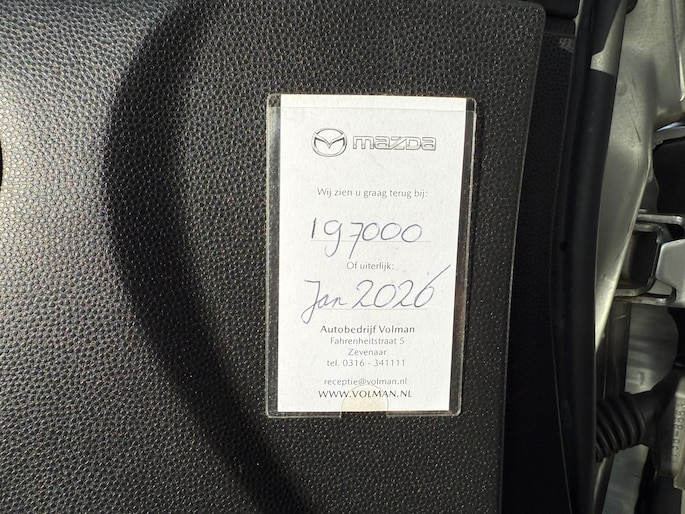 mazda
Wij zien u graag terug bij:
197000
Of uiterlijk:
Jan 2026
Autobedrijf Volman
Fahrenheitstraat 5
Zevenaar
tel. 0316 - 341111
receptie@volman.nl
WWW.VOLMAN.NL